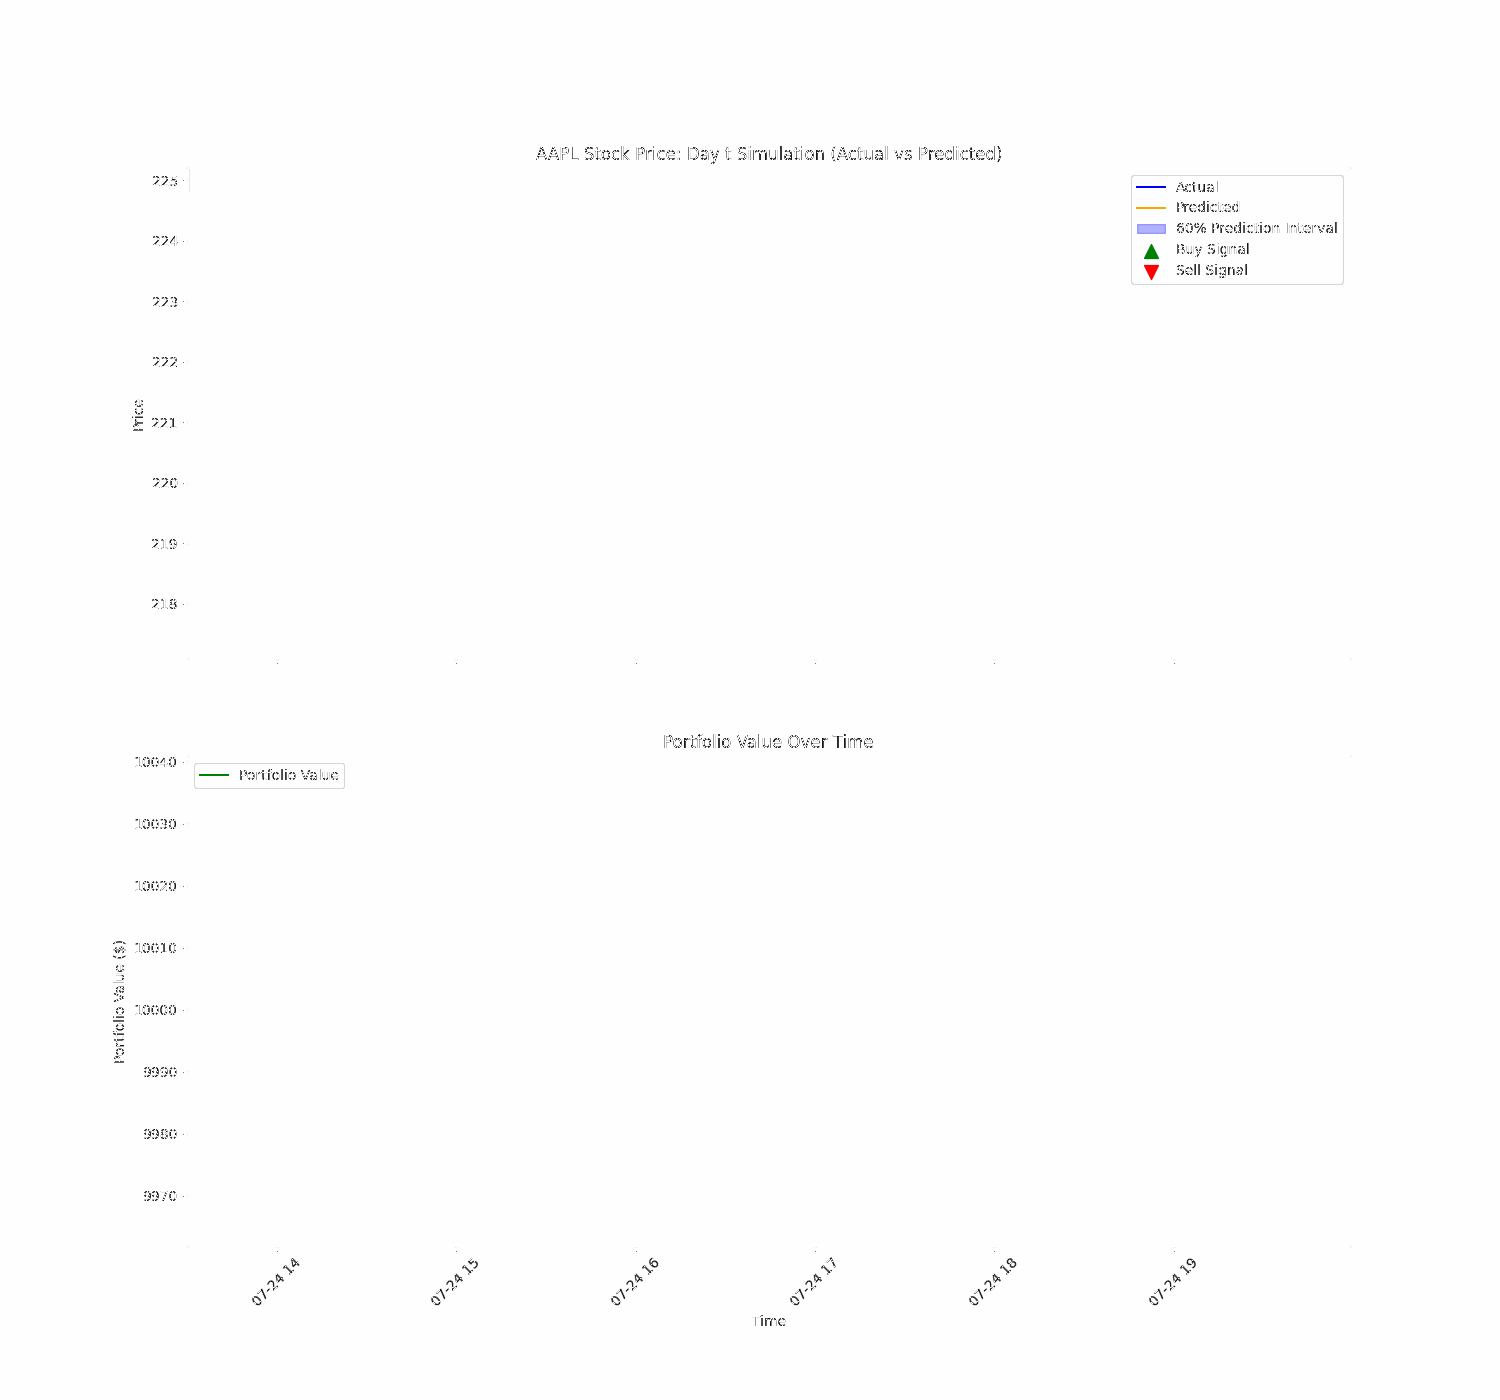 AAPL Stock Price: Day t Simulation (Actual vs Predicted)
225
224
223
222
221
220
219
218
Price
Actual
Predicted
60% Prediction Interval
Buy Signal
Sell Signal
Portfolio Value Over Time
10040
10030
10020
10010
10000
9990
9980
9970
Portfolio Value ($)
Portfolio Value
07-24 14
07-24 15
07-24 16
07-24 17
07-24 18
07-24 19
Time